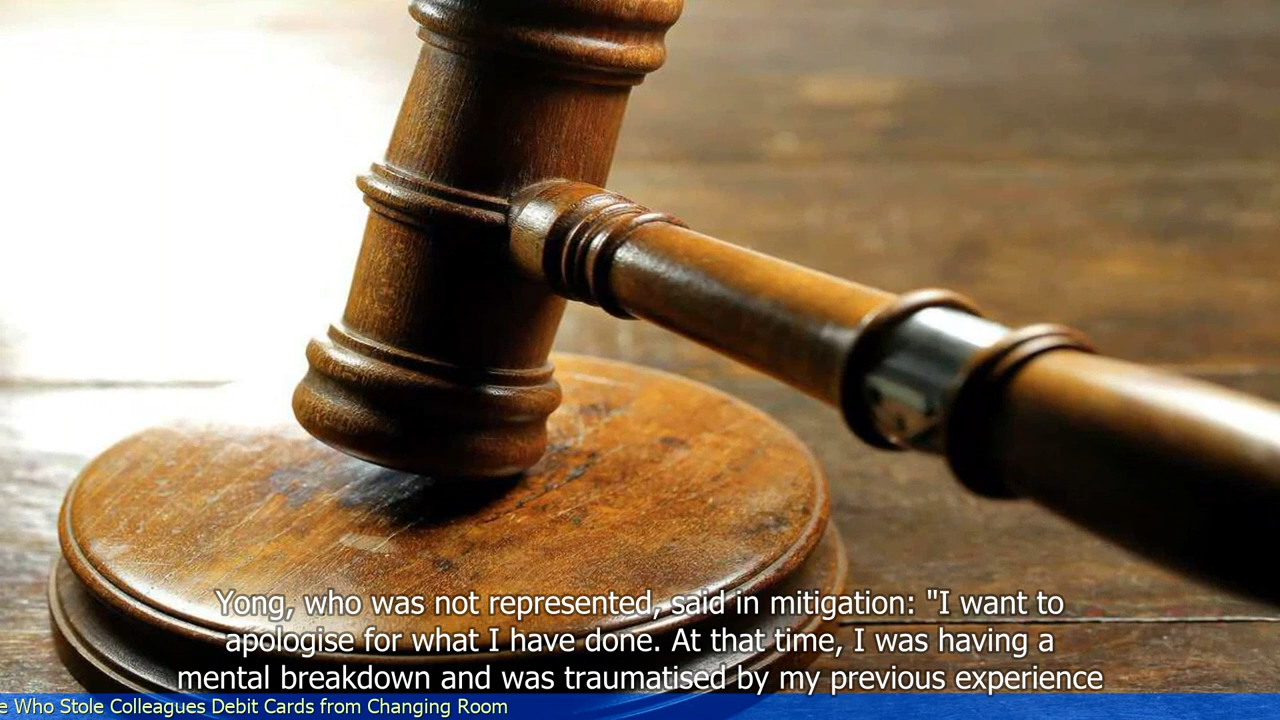 Yong, who was not represented, said in mitigation: "I want to
apologise for what I have done. At that time, I was having a
mental breakdown and was traumatised by my previous experience
e Who Stole Colleagues Debit Cards from Changing Room